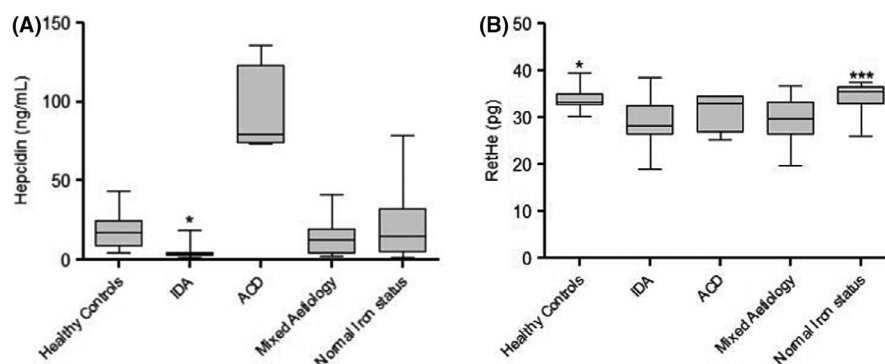 (A)
150
100
50
0
Hepcidin (ng/mL)
*
Healthy Controls
IDA
ACD
Mixed Aetiology
Normal Iron status
(B)
50
40
30
20
10
0
RetHe (pg)
*
***
Healthy Controls
IDA
ACD
Mixed Aetiology
Normal Iron status